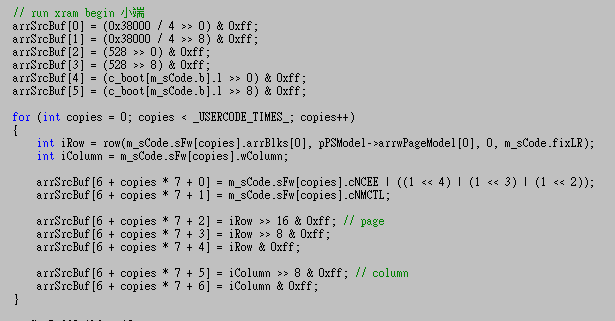 // run xram begin 小端
arrSrcBuf[0] = (0x38000 / 4 >> 0) & 0xff;
arrSrcBuf[1] = (0x38000 / 4 >> 8) & 0xff;
arrSrcBuf[2] = (528 >> 0) & 0xff;
arrSrcBuf[3] = (528 >> 8) & 0xff;
arrSrcBuf[4] = (c_boot[m_sCode.b].l >> 0) & 0xff;
arrSrcBuf[5] = (c_boot[m_sCode.b].l >> 8) & 0xff;
for (int copies = 0; copies < _USERCODE_TIMES_; copies++)
{
int iRow = row(m_sCode.sFw[copies].arrBlks[0], pPSModel->arrwPageModel[0], 0, m_sCode.fixLR);
int iColumn = m_sCode.sFw[copies].wColumn;
arrSrcBuf[6 + copies * 7 + 0] = m_sCode.sFw[copies].cNCEE | ((1 << 4) | (1 << 3) | (1 << 2));
arrSrcBuf[6 + copies * 7 + 1] = m_sCode.sFw[copies].cNMCTL;
arrSrcBuf[6 + copies * 7 + 2] = iRow >> 16 & 0xff; // page
arrSrcBuf[6 + copies * 7 + 3] = iRow >> 8 & 0xff;
arrSrcBuf[6 + copies * 7 + 4] = iRow & 0xff;
arrSrcBuf[6 + copies * 7 + 5] = iColumn >> 8 & 0xff; // column
arrSrcBuf[6 + copies * 7 + 6] = iColumn & 0xff;
}